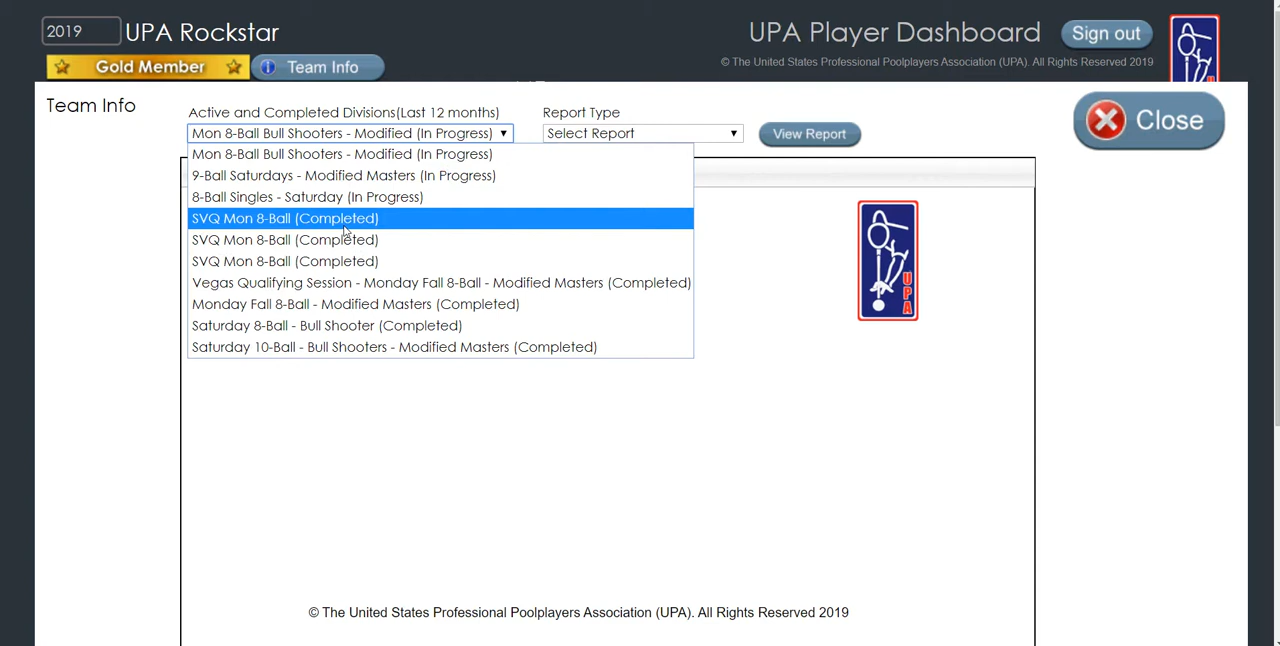 2019 UPA Rockstar
UPA Player Dashboard
Sign out
Gold Member
Team Info
© The United States Professional Poolplayers Association (UPA). All Rights Reserved 2019
Team Info
Active and Completed Divisions(Last 12 months)
Report Type
Mon 8-Ball Bull Shooters - Modified (In Progress)
Select Report
View Report
Close
Mon 8-Ball Bull Shooters - Modified (In Progress)
9-Ball Saturdays - Modified Masters (In Progress)
8-Ball Singles - Saturday (In Progress)
SVQ Mon 8-Ball (Completed)
SVQ Mon 8-Ball (Completed)
SVQ Mon 8-Ball (Completed)
Vegas Qualifying Session - Monday Fall 8-Ball - Modified Masters (Completed)
Monday Fall 8-Ball - Modified Masters (Completed)
Saturday 8-Ball - Bull Shooter (Completed)
Saturday 10-Ball - Bull Shooters - Modified Masters (Completed)
UPA
© The United States Professional Poolplayers Association (UPA). All Rights Reserved 2019